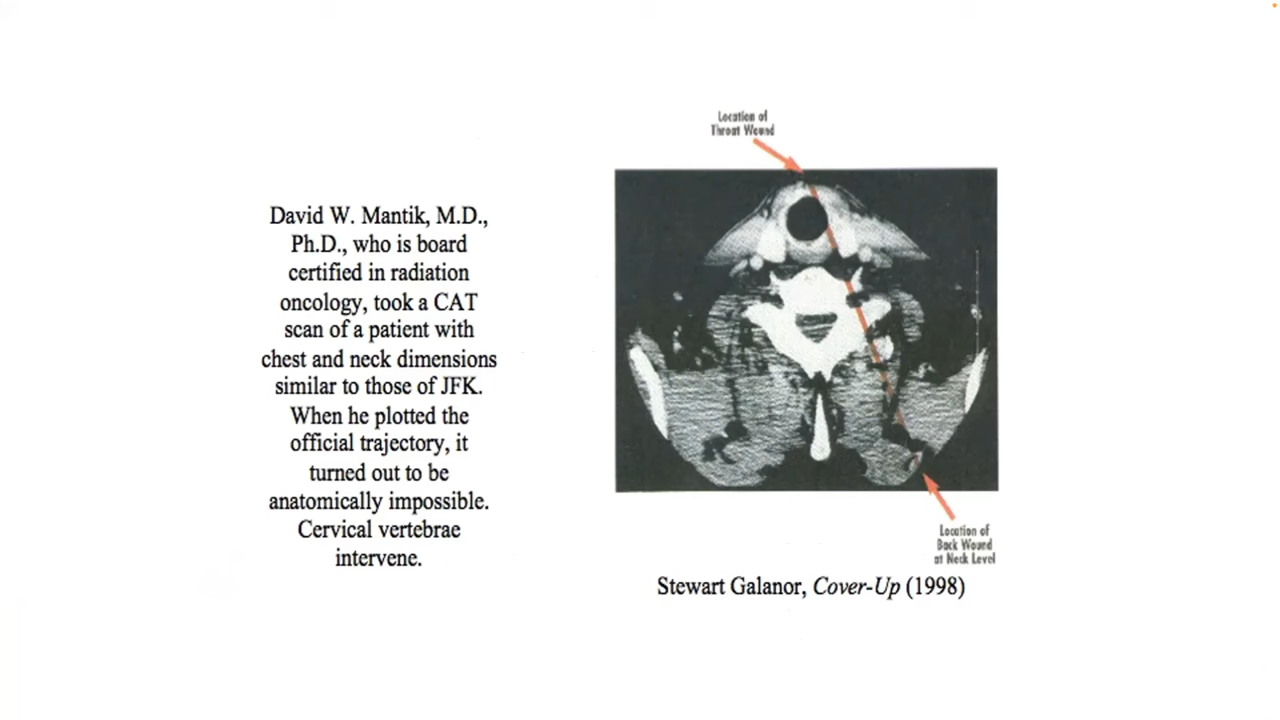 Location of
Throat Wound
David W. Mantik, M.D.,
Ph.D., who is board
certified in radiation
oncology, took a CAT
scan of a patient with
chest and neck dimensions
similar to those of JFK.
When he plotted the
official trajectory, it
turned out to be
anatomically impossible.
Cervical vertebrae
intervene.
Location of
Back Wound
at Neck Level
Stewart Galanor, Cover-Up (1998)